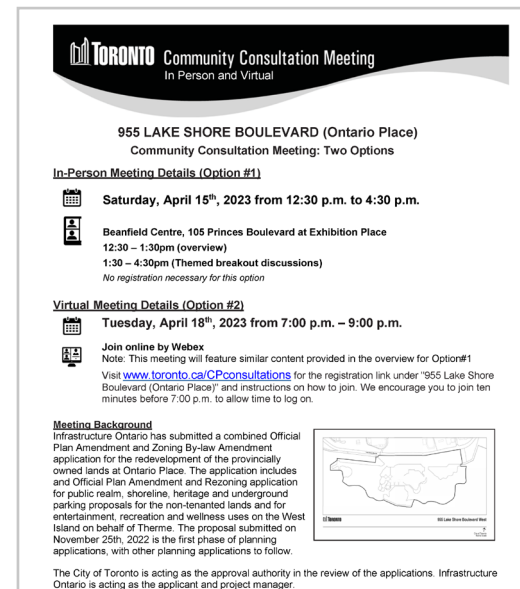 TORONTO Community Consultation Meeting
In Person and Virtual
955 LAKE SHORE BOULEVARD (Ontario Place)
Community Consultation Meeting: Two Options
In-Person Meeting Details (Option #1)
Saturday, April 15th, 2023 from 12:30 p.m. to 4:30 p.m.
Beanfield Centre, 105 Princes Boulevard at Exhibition Place
12:30 – 1:30pm (overview)
1:30 – 4:30pm (Themed breakout discussions)
No registration necessary for this option
Virtual Meeting Details (Option #2)
Tuesday, April 18th, 2023 from 7:00 p.m. – 9:00 p.m.
Join online by Webex
Note: This meeting will feature similar content provided in the overview for Option#1
Visit www.toronto.ca/CPconsultations for the registration link under "955 Lake Shore
Boulevard (Ontario Place)" and instructions on how to join. We encourage you to join ten
minutes before 7:00 p.m. to allow time to log on.
Meeting Background
Infrastructure Ontario has submitted a combined Official
Plan Amendment and Zoning By-law Amendment
application for the redevelopment of the provincially
owned lands at Ontario Place. The application includes
and Official Plan Amendment and Rezoning application
for public realm, shoreline, heritage and underground
parking proposals for the non-tenanted lands and for
entertainment, recreation and wellness uses on the West
Island on behalf of Therme. The proposal submitted on
November 25th, 2022 is the first phase of planning
applications, with other planning applications to follow.
TORONTO
955 Lake Shore Boulevard West
The City of Toronto is acting as the approval authority in the review of the applications. Infrastructure
Ontario is acting as the applicant and project manager.